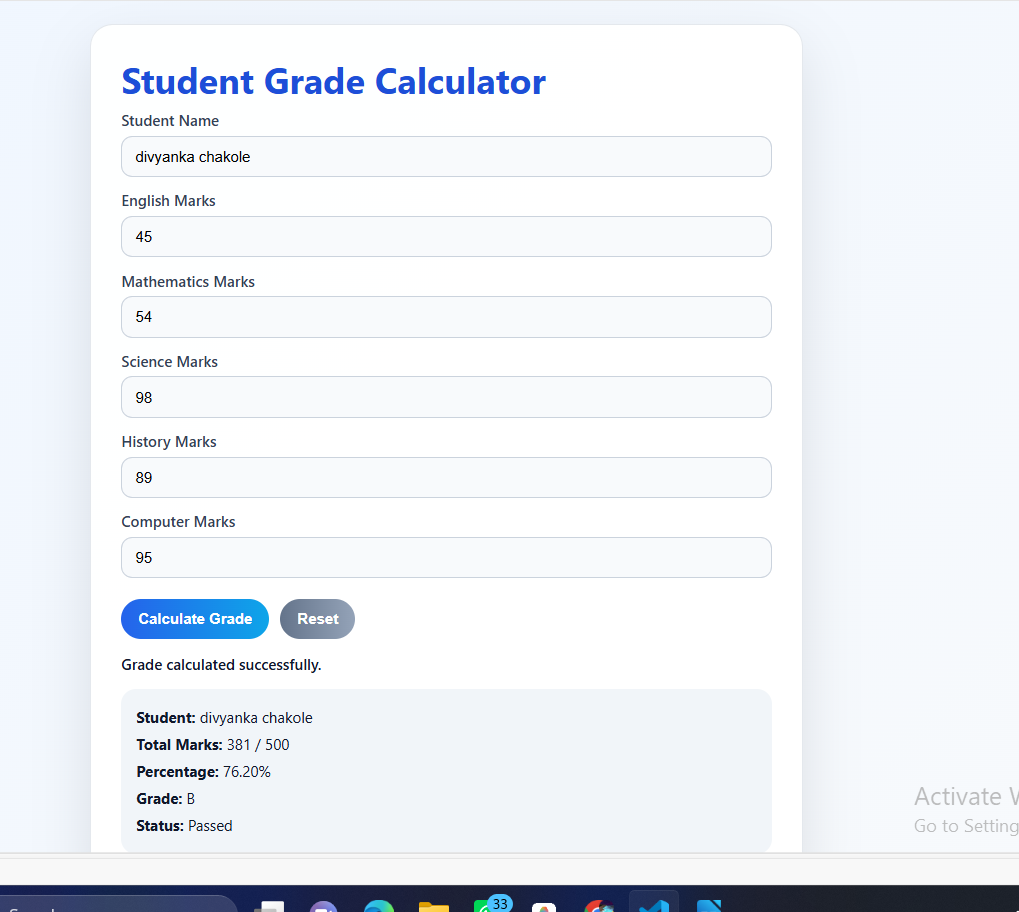 Student Grade Calculator
Student Name
divyanka chakole
English Marks
45
Mathematics Marks
54
Science Marks
98
History Marks
89
Computer Marks
95
Calculate Grade Reset
Grade calculated successfully.
Student: divyanka chakole
Total Marks: 381 / 500
Percentage: 76.20%
Grade: B
Status: Passed
Activate
Go to Setting
33